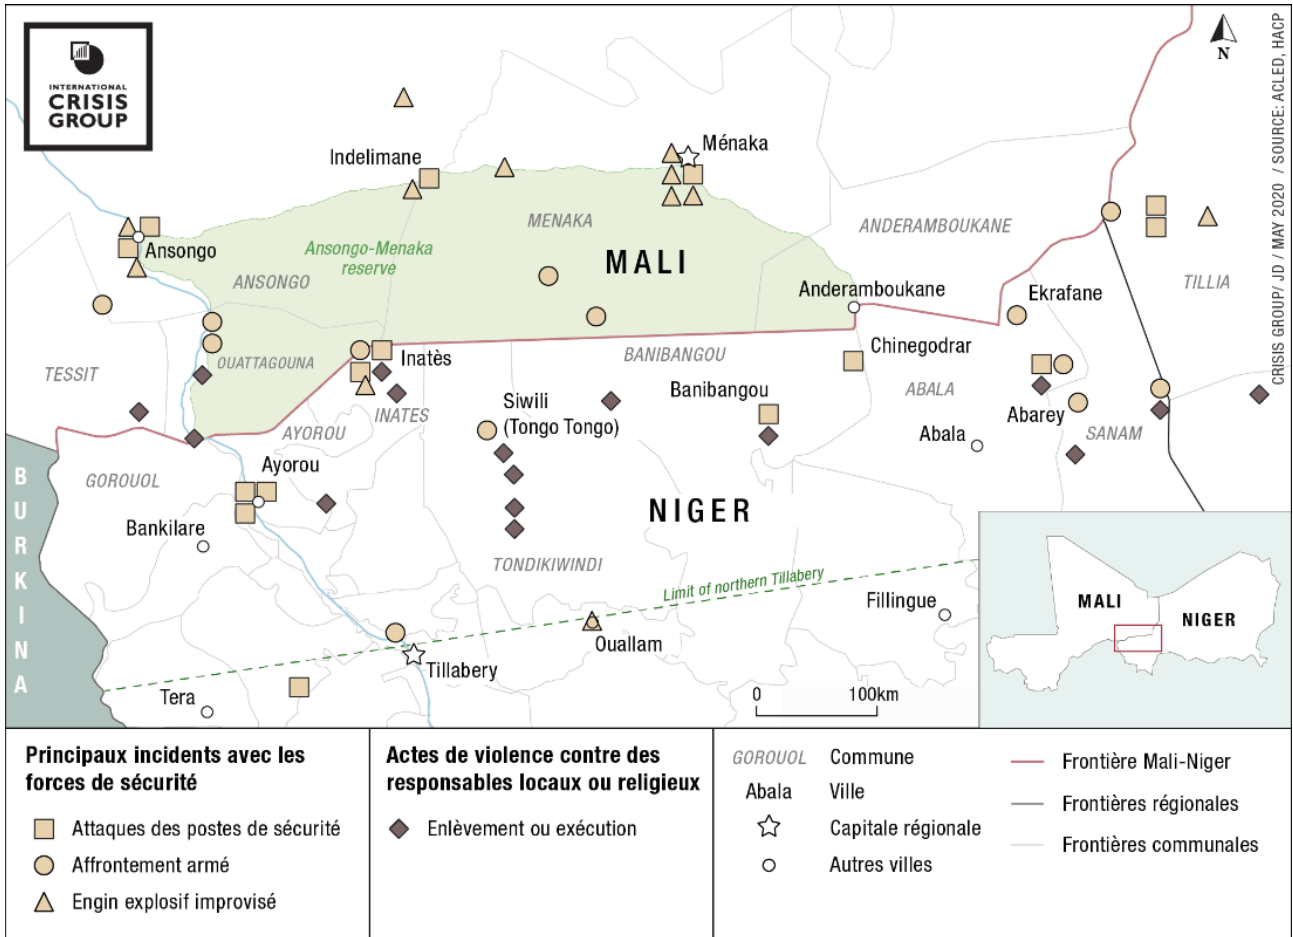 INTERNATIONAL
CRISIS
GROUP
N
CRISIS GROUP/ JD / MAY 2020 / SOURCE: ACLED, HACP
Indelimane
Ménaka
MENAKA
ANDERAMBOUKANE
Ansongo
Ansongo-Menaka
reserve
MALI
ANSONGO
TILLIA
Anderamboukane
Ekrafane
TESSIT
OUATTAGOUNA
Inatès
BANIBANGOU
Chinegodrar
INATES
Siwili
(Tongo Tongo)
Banibangou
ABALA
Abarey
AYOROU
Abala
SANAM
GOROUOL
Ayorou
BURKINA
Bankilare
NIGER
TONDIKIWINDI
Limit of northern Tillabery
Fillingue
Ouallam
Tillabery
Tera
0 100km
MALI
NIGER
Principaux incidents avec les
forces de sécurité
Attaques des postes de sécurité
Affrontement armé
Engin explosif improvisé
Actes de violence contre des
responsables locaux ou religieux
Enlèvement ou exécution
GOROUOL Commune
Abala Ville
Capitale régionale
Autres villes
Frontière Mali-Niger
Frontières régionales
Frontières communales